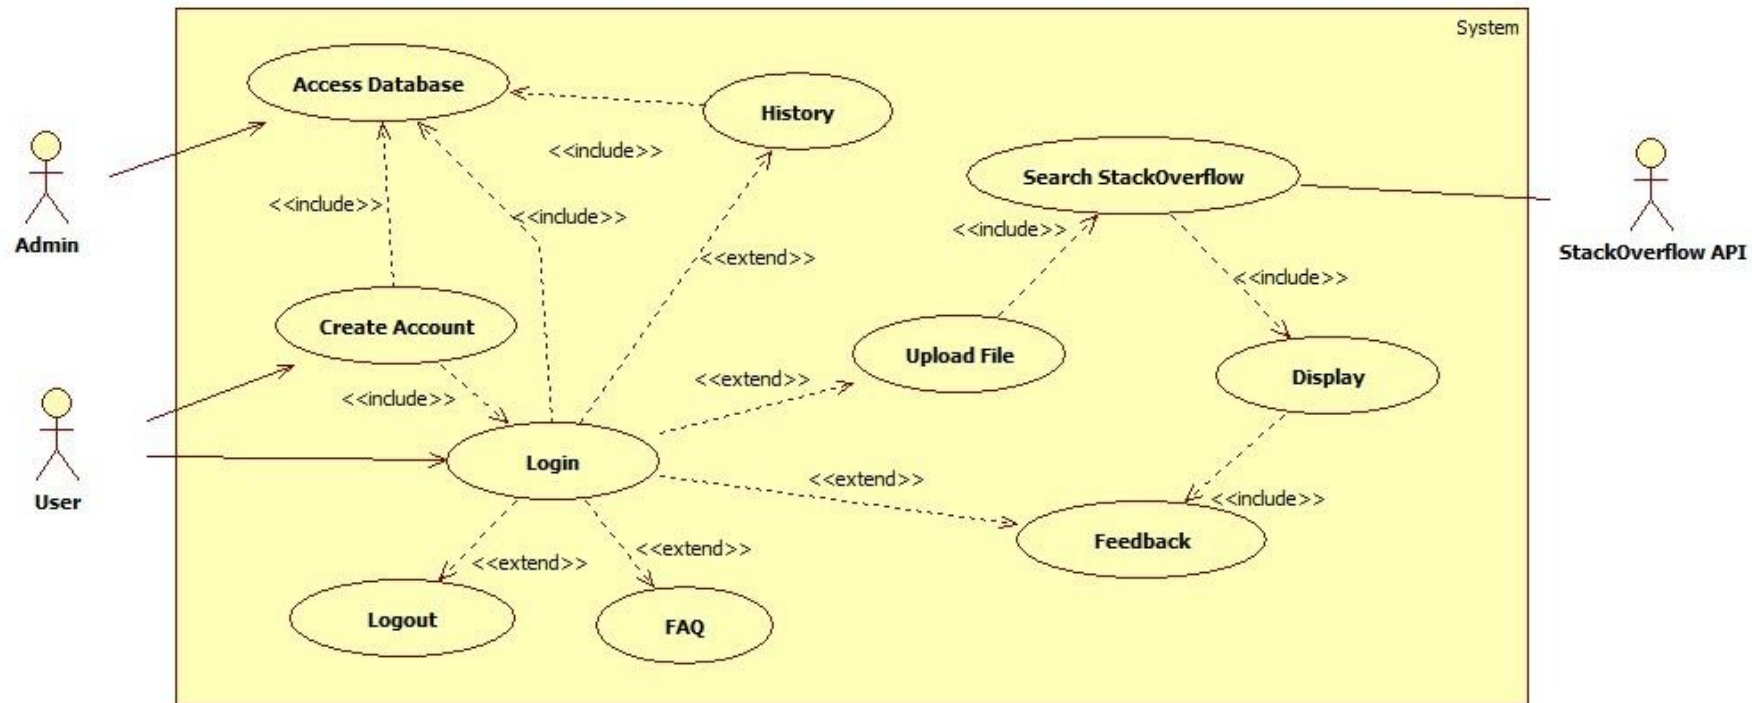 System
Access Database
History
<<include>>
Search StackOverflow
<<include>>
<<include>>
<<include>>
Admin
StackOverflow API
<<extend>>
<<include>>
Create Account
Upload File
Display
<<extend>>
<<include>>
Login
<<extend>>
<<include>>
User
Feedback
<<extend>>
<<extend>>
Logout
FAQ